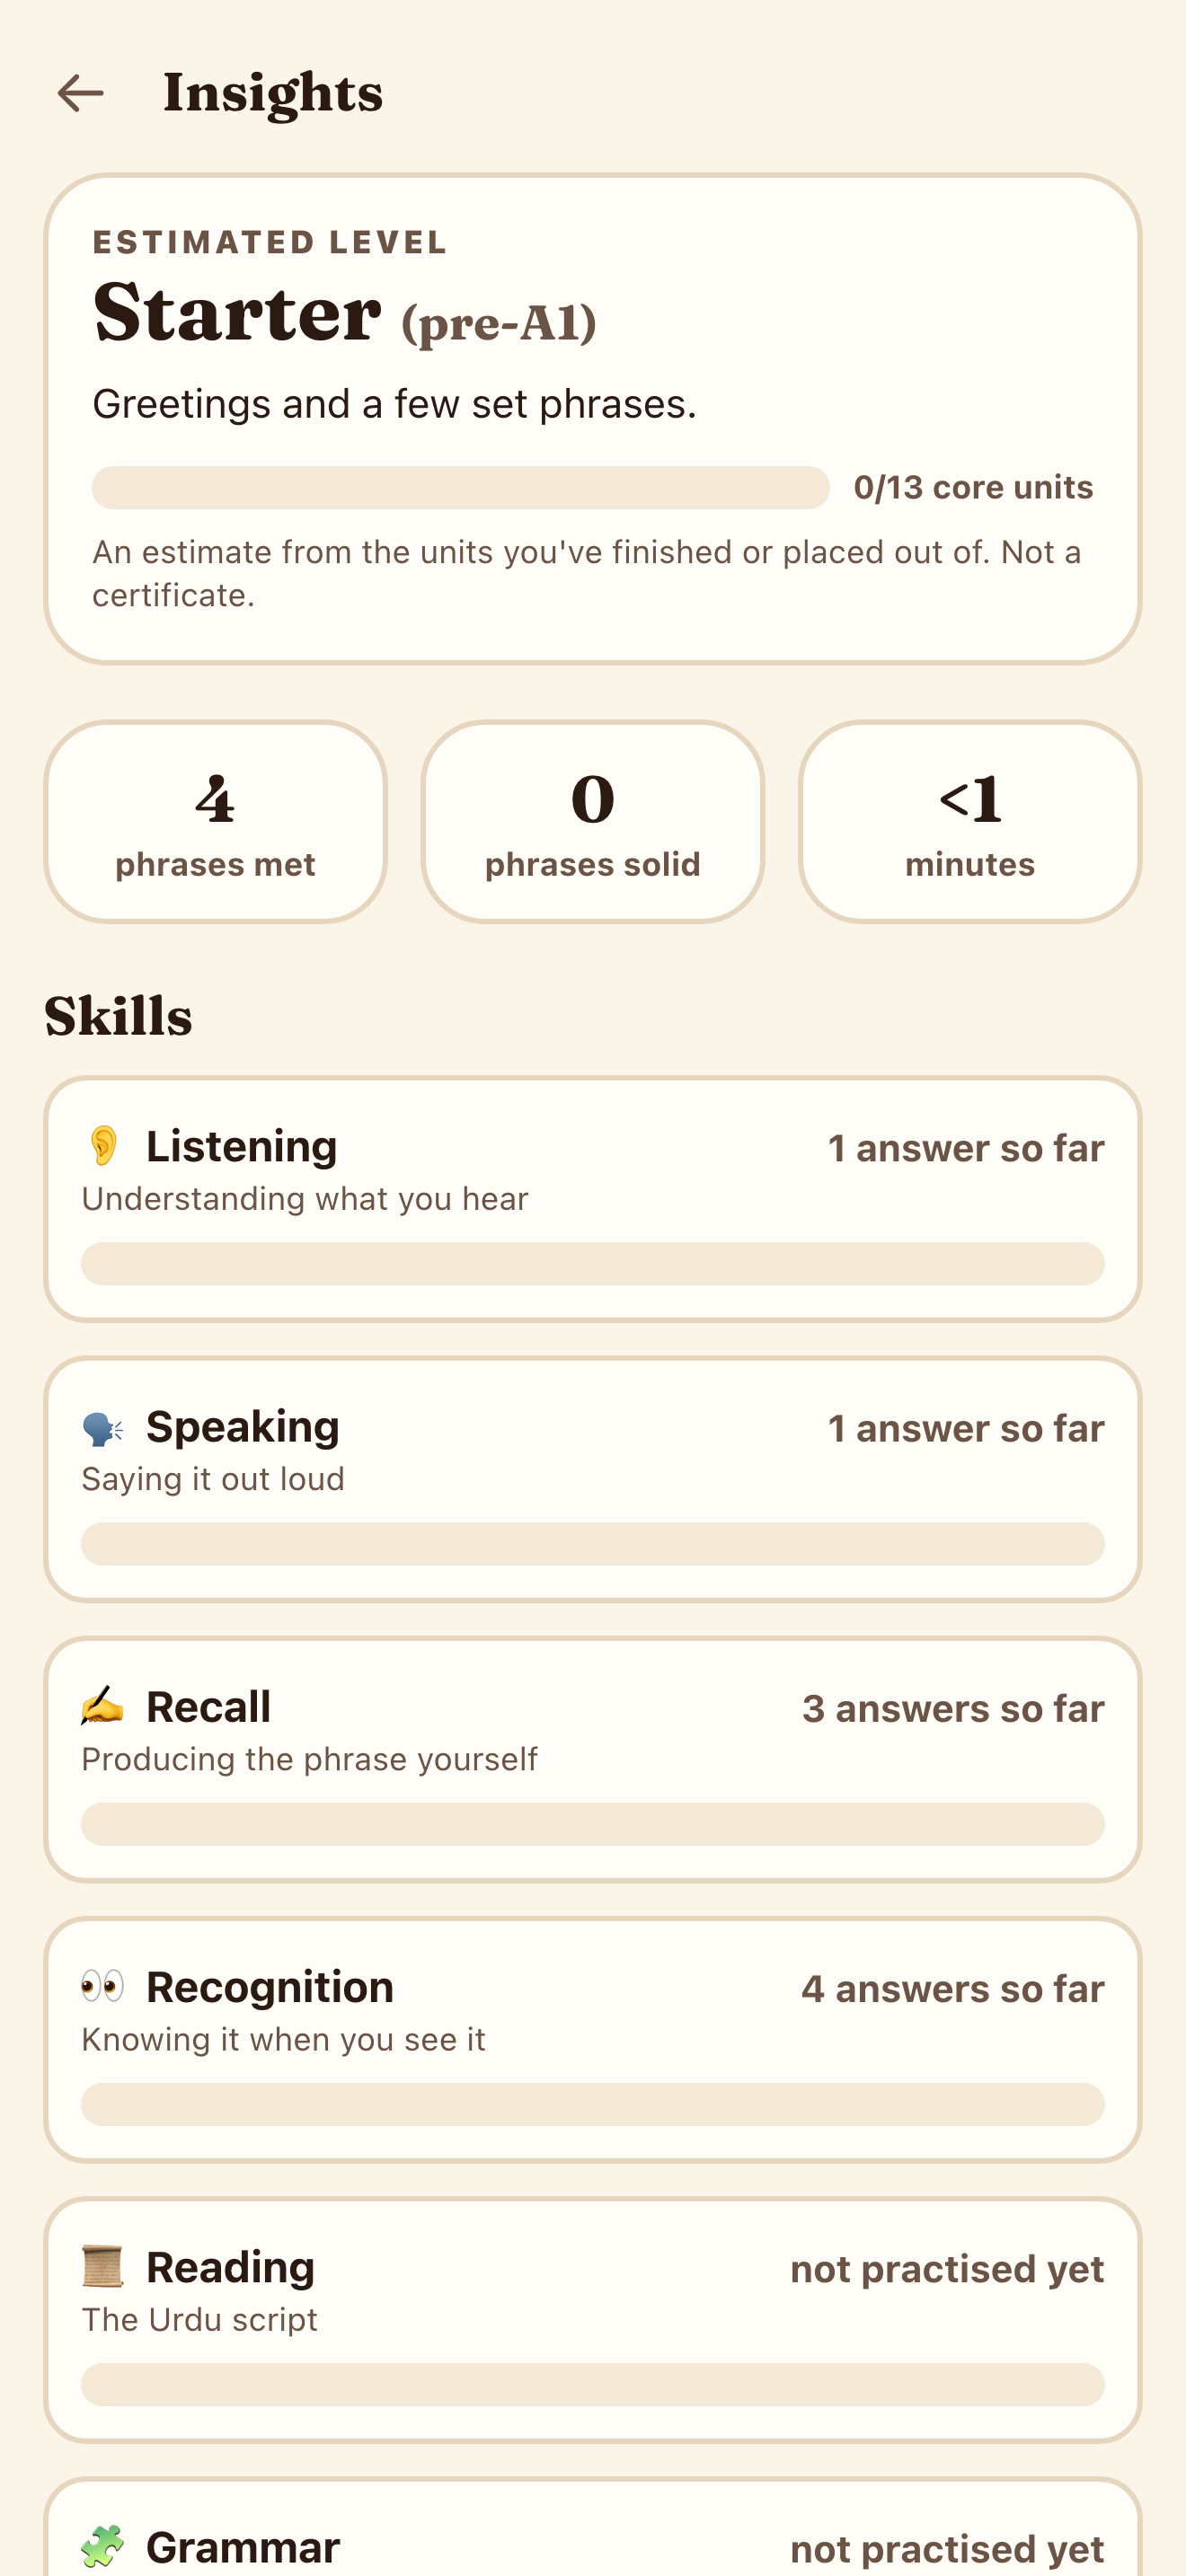 Insights
ESTIMATED LEVEL
Starter (pre-A1)
Greetings and a few set phrases.
0/13 core units
An estimate from the units you've finished or placed out of. Not a
certificate.
4
phrases met
0
phrases solid
<1
minutes
Skills
Listening
1 answer so far
Understanding what you hear
Speaking
1 answer so far
Saying it out loud
Recall
3 answers so far
Producing the phrase yourself
Recognition
4 answers so far
Knowing it when you see it
Reading
not practised yet
The Urdu script
Grammar
not practised yet